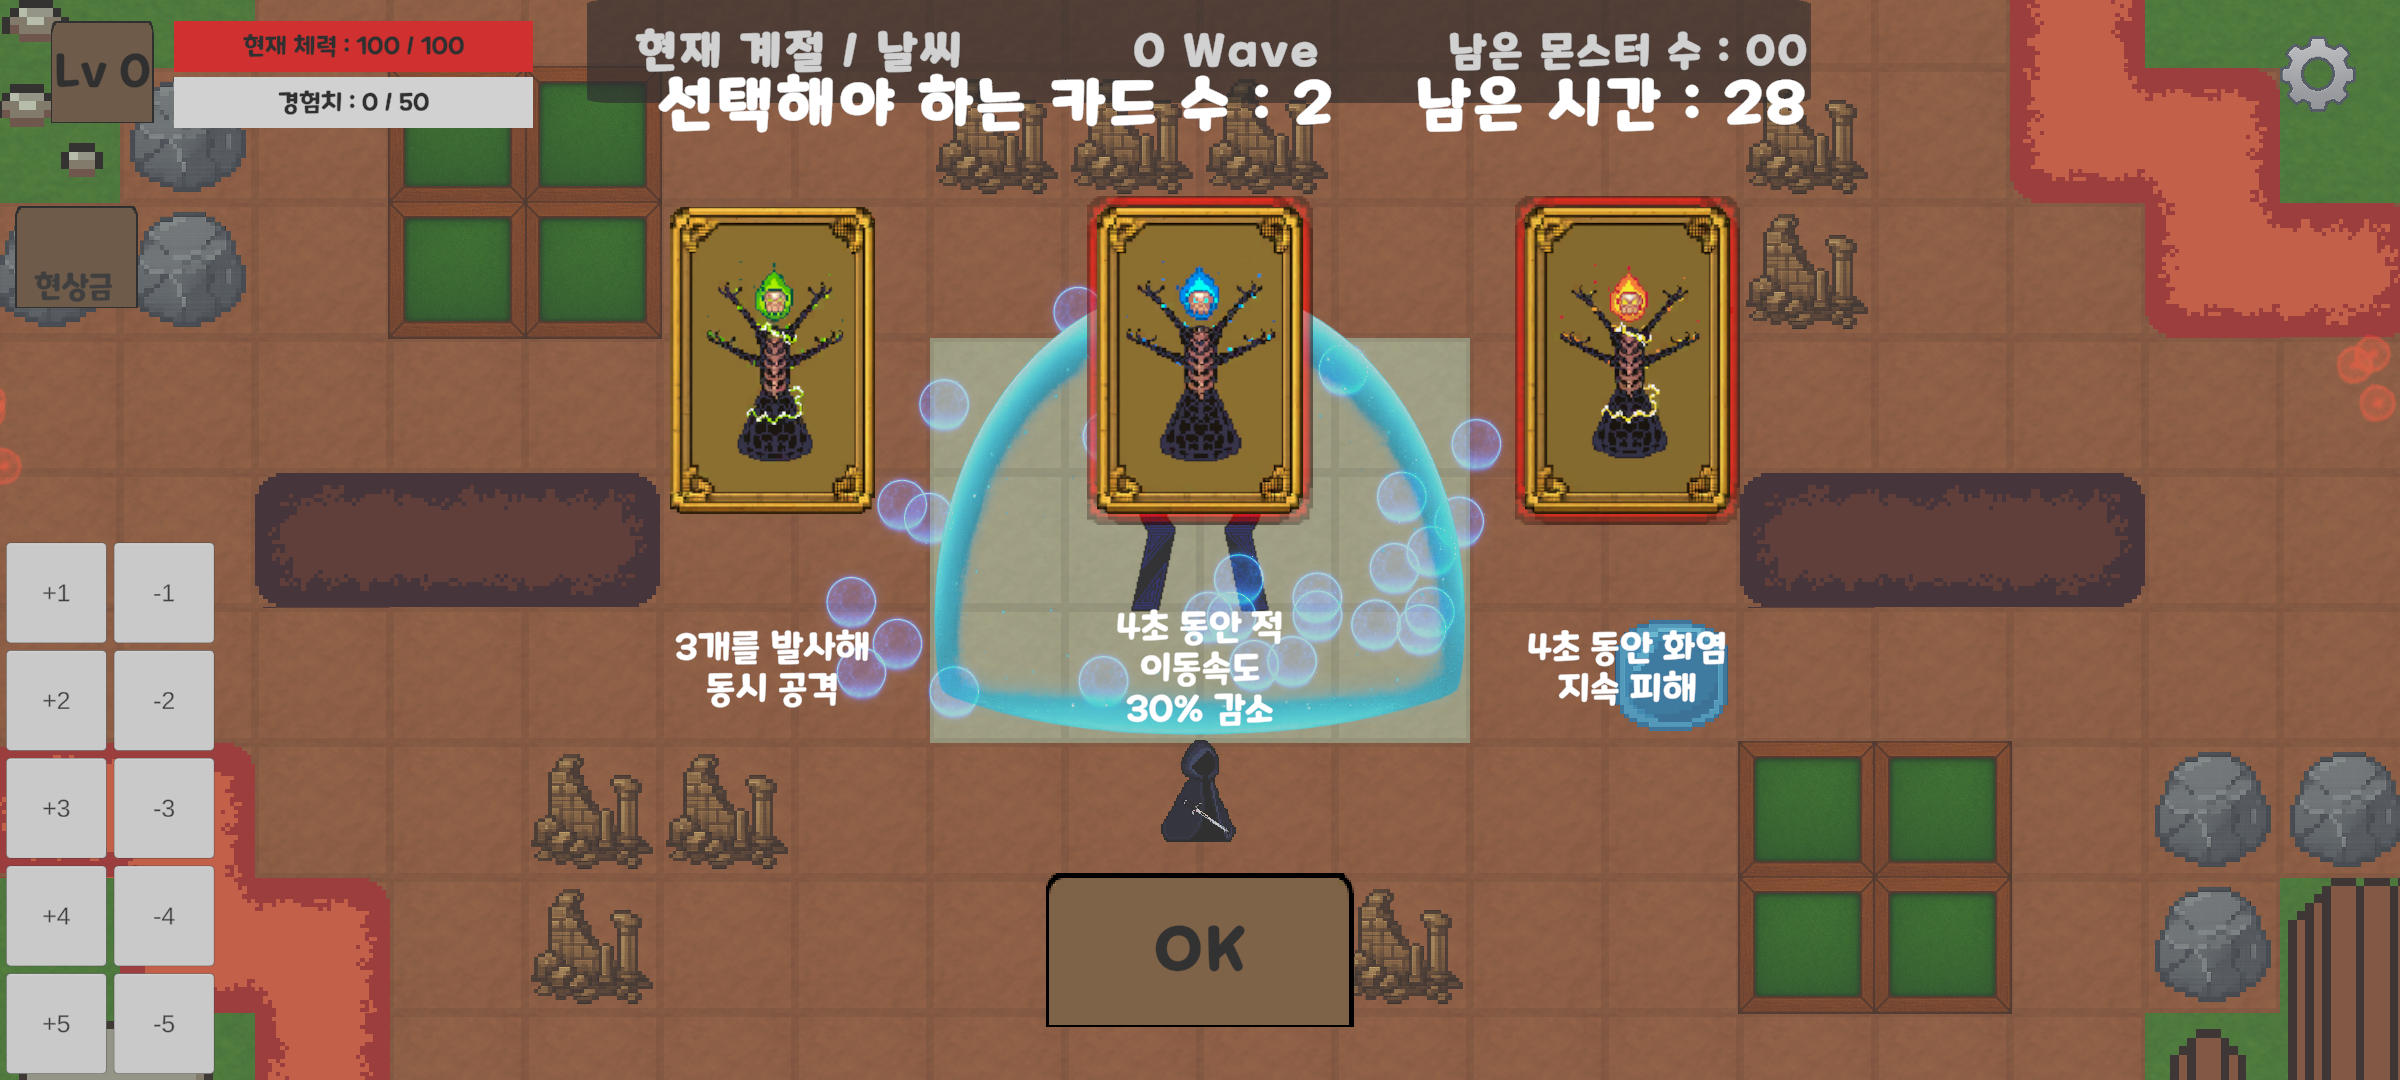 Lv 0
현재 체력 : 100 / 100
경험치 : 0 / 50
현재 계절 / 날씨
0 Wave
남은 몬스터 수 : 00
선택해야 하는 카드 수 : 2
남은 시간 : 28
현상금
3개를 발사해
동시 공격
4초 동안 적
이동속도
30% 감소
4초 동안 화염
지속 피해
+1
-1
+2
-2
+3
-3
+4
-4
+5
-5
OK